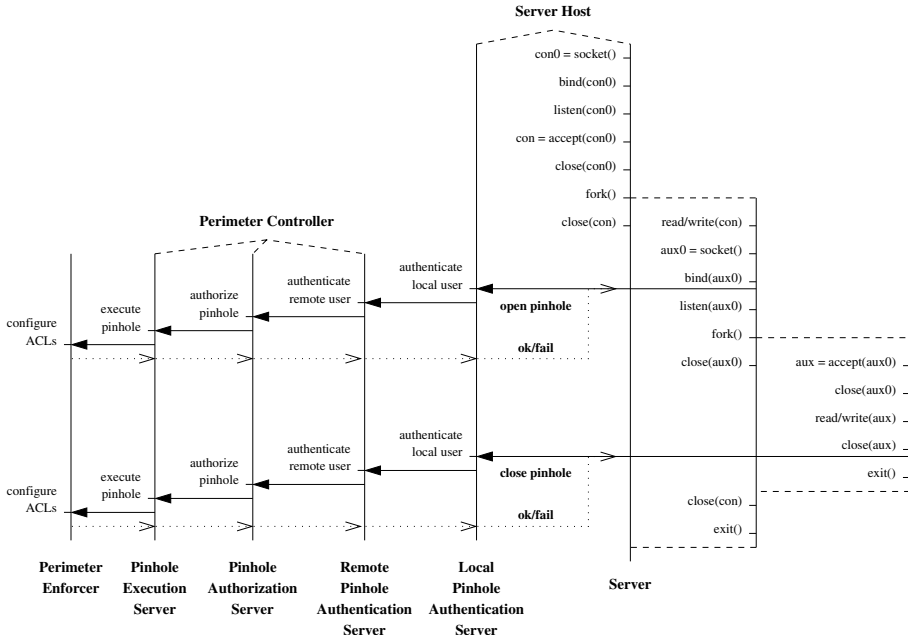 Server Host
con0 = socket()
bind(con0)
listen(con0)
con = accept(con0)
close(con0)
fork()
close(con)
read/write(con)
aux0 = socket()
bind(aux0)
listen(aux0)
fork()
close(aux0)
aux = accept(aux0)
close(aux0)
read/write(aux)
close(aux)
exit()
close(con)
exit()
Perimeter Controller
authenticate
local user
open pinhole
authenticate
remote user
authorize
pinhole
execute
pinhole
configure
ACLs
ok/fail
authenticate
local user
close pinhole
authenticate
remote user
authorize
pinhole
execute
pinhole
configure
ACLs
ok/fail
Perimeter
Enforcer
Pinhole
Execution
Server
Pinhole
Authorization
Server
Remote
Pinhole
Authentication
Server
Local
Pinhole
Authentication
Server
Server